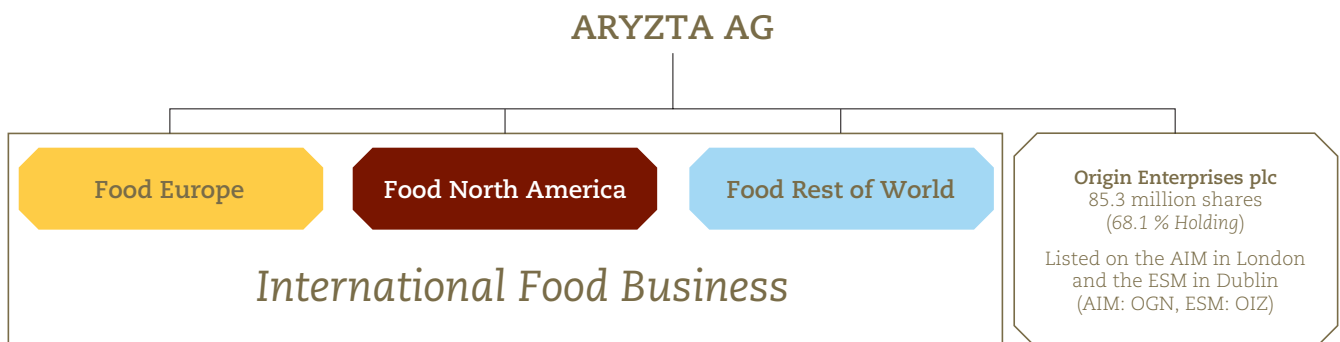 ARYZTA AG
Food Europe
Food North America
Food Rest of World
International Food Business
Origin Enterprises plc
85.3 million shares
(68.1 % Holding)
Listed on the AIM in London
and the ESM in Dublin
(AIM: OGN, ESM: OIZ)